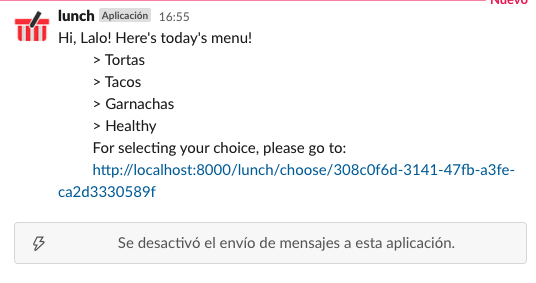 Nuevo
lunch Aplicación 16:55
Hi, Lalo! Here's today's menu!
> Tortas
> Tacos
> Garnachas
> Healthy
For selecting your choice, please go to:
http://localhost:8000/lunch/choose/308c0f6d-3141-47fb-a3fe-
ca2d3330589f
Se desactivó el envío de mensajes a esta aplicación.